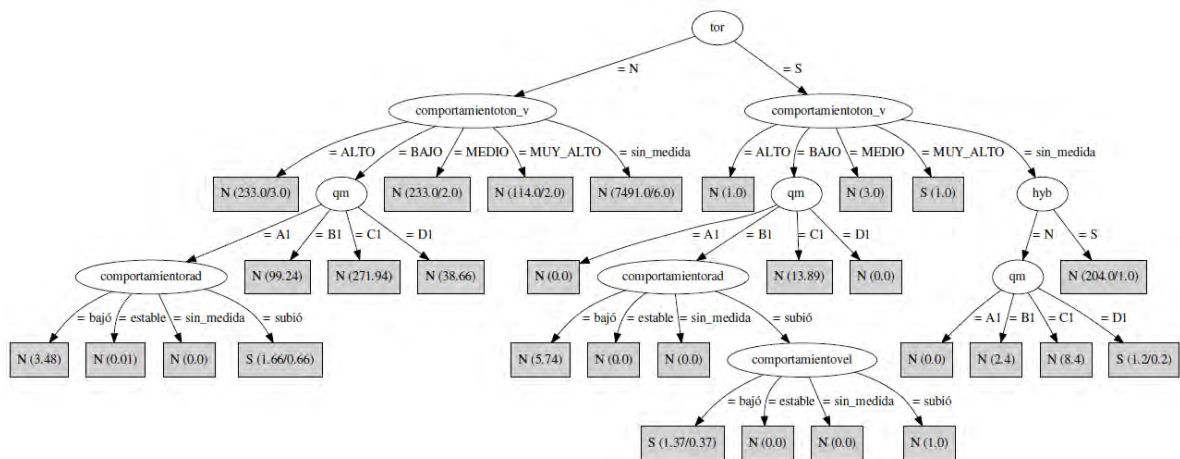 tor
= N = S
comportamientoton_v comportamientoton_v
= ALTO = BAJO = MEDIO = MUY_ALTO = sin_medida = ALTO = BAJO = MEDIO = MUY_ALTO = sin_medida
N (233.0/3.0) qm N (233.0/2.0) N (114.0/2.0) N (7491.0/6.0) N (1.0) qm N (3.0) S (1.0) hyb
= A1 = B1 = C1 = D1 = A1 = B1 = C1 = D1 = N = S
comportamientorad N (99.24) N (271.94) N (38.66) N (0.0) comportamientorad N (13.89) N (0.0) qm N (204.0/1.0)
= bajó = estable = sin_medida = subió = bajó = estable = sin_medida = subió = A1 = B1 = C1 = D1
N (3.48) N (0.01) N (0.0) S (1.66/0.66) N (5.74) N (0.0) N (0.0) comportamientovel N (0.0) N (2.4) N (8.4) S (1.2/0.2)
= bajó = estable = sin_medida = subió
S (1.37/0.37) N (0.0) N (0.0) N (1.0)